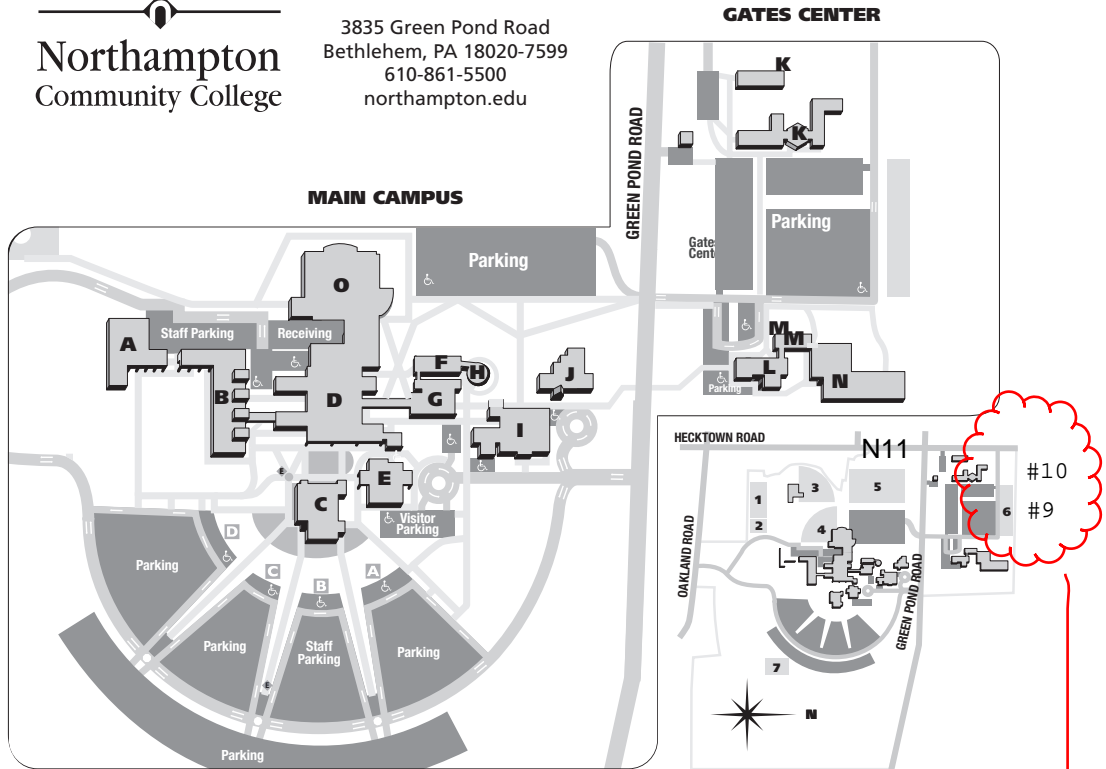 Northampton
Community College
3835 Green Pond Road
Bethlehem, PA 18020-7599
610-861-5500
northampton.edu
GATES CENTER
MAIN CAMPUS
GREEN POND ROAD
K
K
Parking
Parking
A
Staff Parking
O
Receiving
B
D
F
H
G
J
I
E
C
M
M
L
N
Parking
Visitor
Parking
D
C
B
A
Parking
Parking
Staff
Parking
Parking
Parking
E
E
HECKTOWN ROAD
N11
OAKLAND ROAD
GREEN POND ROAD
1
2
3
4
5
6
7
#10
#9
N